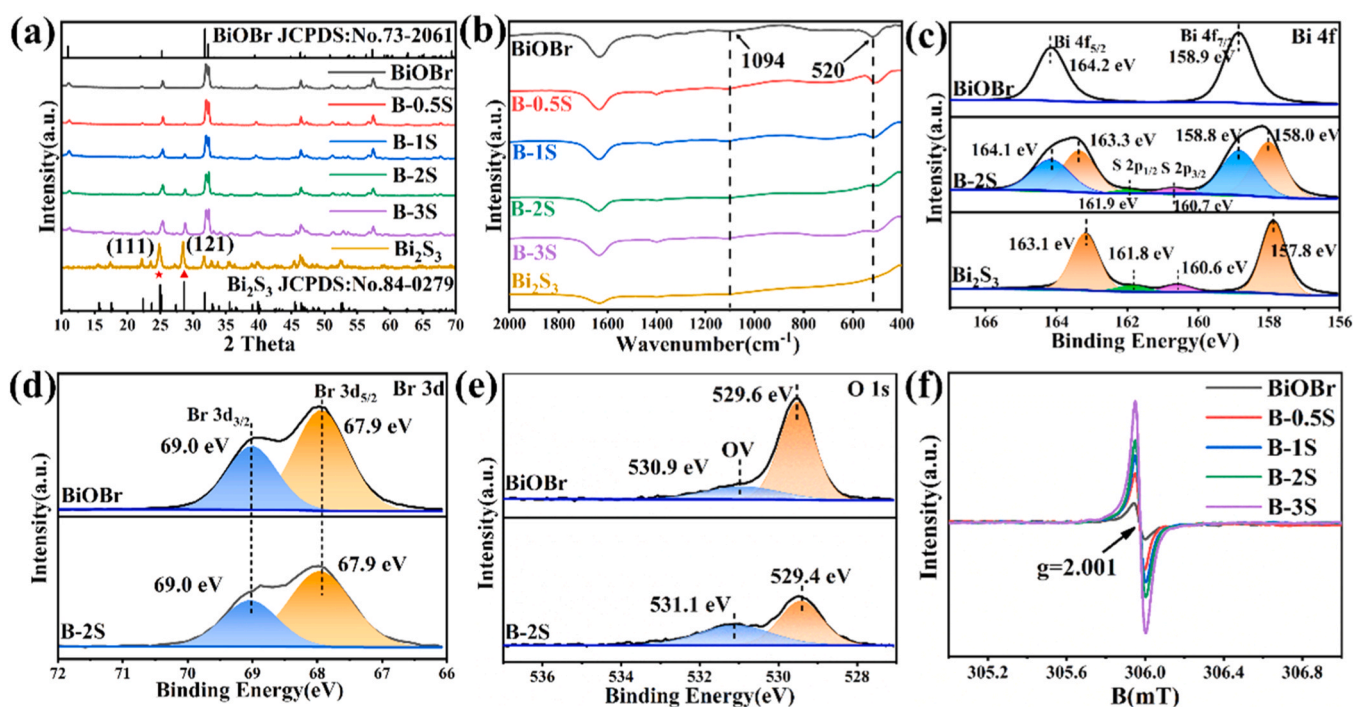 (a)
BiOBr JCPDS:No.73-2061
BiOBr
B-0.5S
B-1S
B-2S
B-3S
(111)
(121)
Bi₂S₃
Bi₂S₃ JCPDS:No.84-0279
10 15 20 25 30 35 40 45 50 55 60 65 70
2 Theta
Intensity(a.u.)
(b)
BiOBr
1094
520
B-0.5S
B-1S
B-2S
B-3S
Bi₂S₃
2000 1800 1600 1400 1200 1000 800 600 400
Wavenumber(cm⁻¹)
Intensity(a.u.)
(c)
Bi 4f
Bi 4f₅/₂
164.2 eV
Bi 4f₇/₂
158.9 eV
BiOBr
164.1 eV
163.3 eV
158.8 eV
158.0 eV
S 2p₁/₂
S 2p₃/₂
161.9 eV
160.7 eV
B-2S
163.1 eV
161.8 eV
160.6 eV
157.8 eV
Bi₂S₃
166 164 162 160 158 156
Binding Energy(eV)
Intensity(a.u.)
(d)
Br 3d
Br 3d₃/₂
69.0 eV
Br 3d₅/₂
67.9 eV
BiOBr
69.0 eV
67.9 eV
B-2S
72 71 70 69 68 67 66
Binding Energy(eV)
Intensity(a.u.)
(e)
O 1s
529.6 eV
OV
530.9 eV
BiOBr
529.4 eV
531.1 eV
B-2S
536 534 532 530 528
Binding Energy(eV)
Intensity(a.u.)
(f)
BiOBr
B-0.5S
B-1S
B-2S
B-3S
g=2.001
305.2 305.6 306.0 306.4 306.8
B(mT)
Intensity(a.u.)